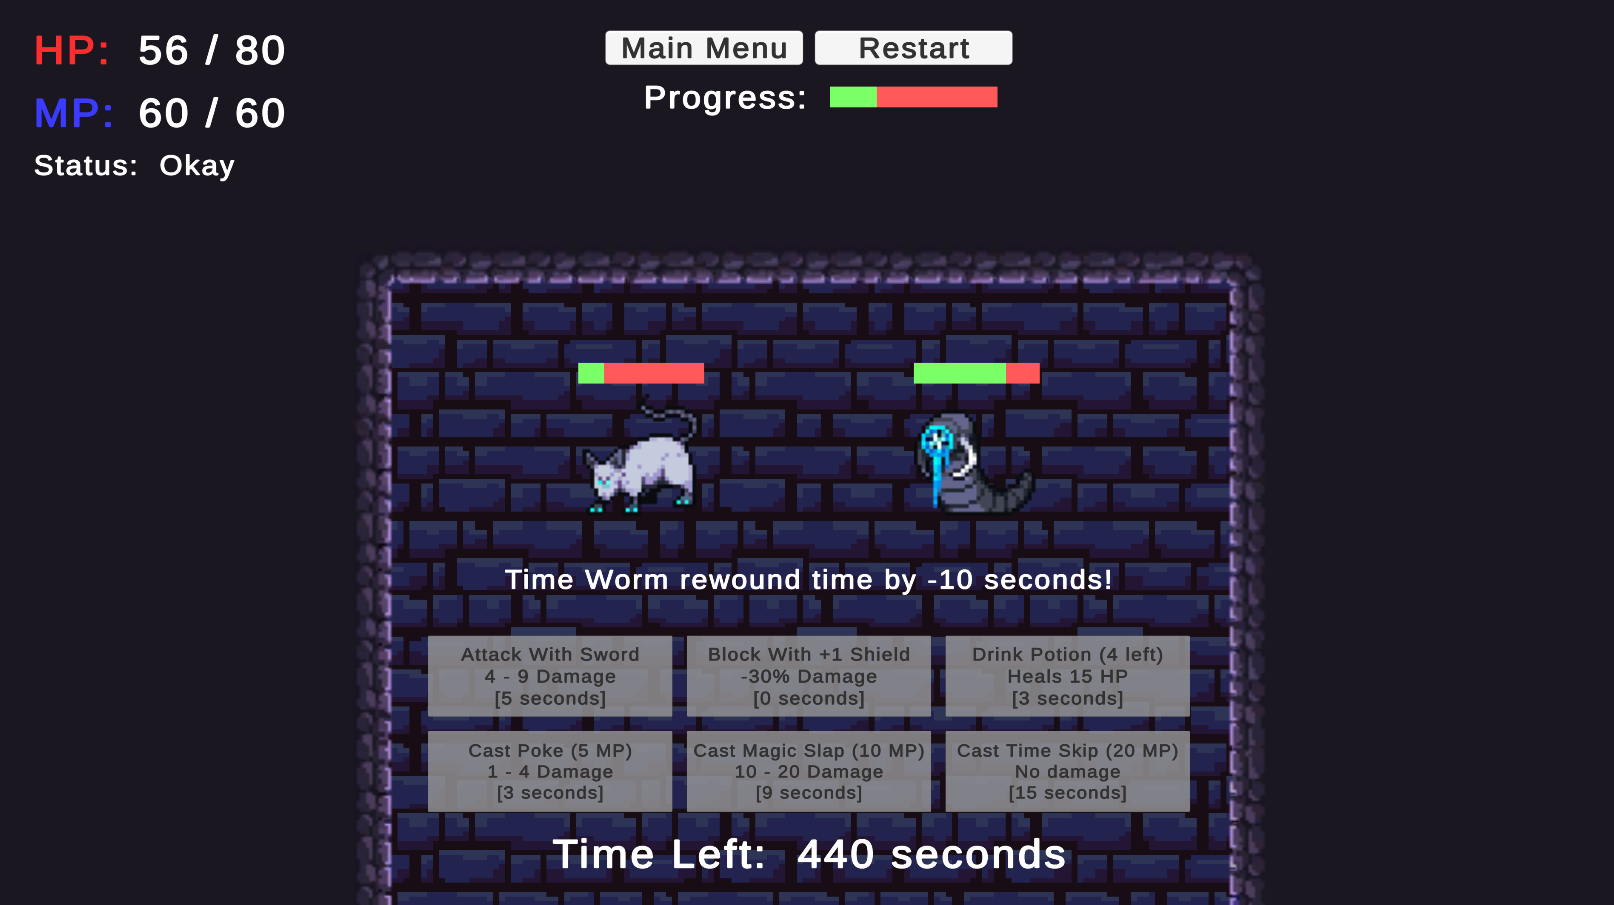 HP: 56 / 80
MP: 60 / 60
Status: Okay
Main Menu
Restart
Progress:
Time Worm rewound time by -10 seconds!
Attack With Sword
4 - 9 Damage
[5 seconds]
Block With +1 Shield
-30% Damage
[0 seconds]
Drink Potion (4 left)
Heals 15 HP
[3 seconds]
Cast Poke (5 MP)
1 - 4 Damage
[3 seconds]
Cast Magic Slap (10 MP)
10 - 20 Damage
[9 seconds]
Cast Time Skip (20 MP)
No damage
[15 seconds]
Time Left: 440 seconds